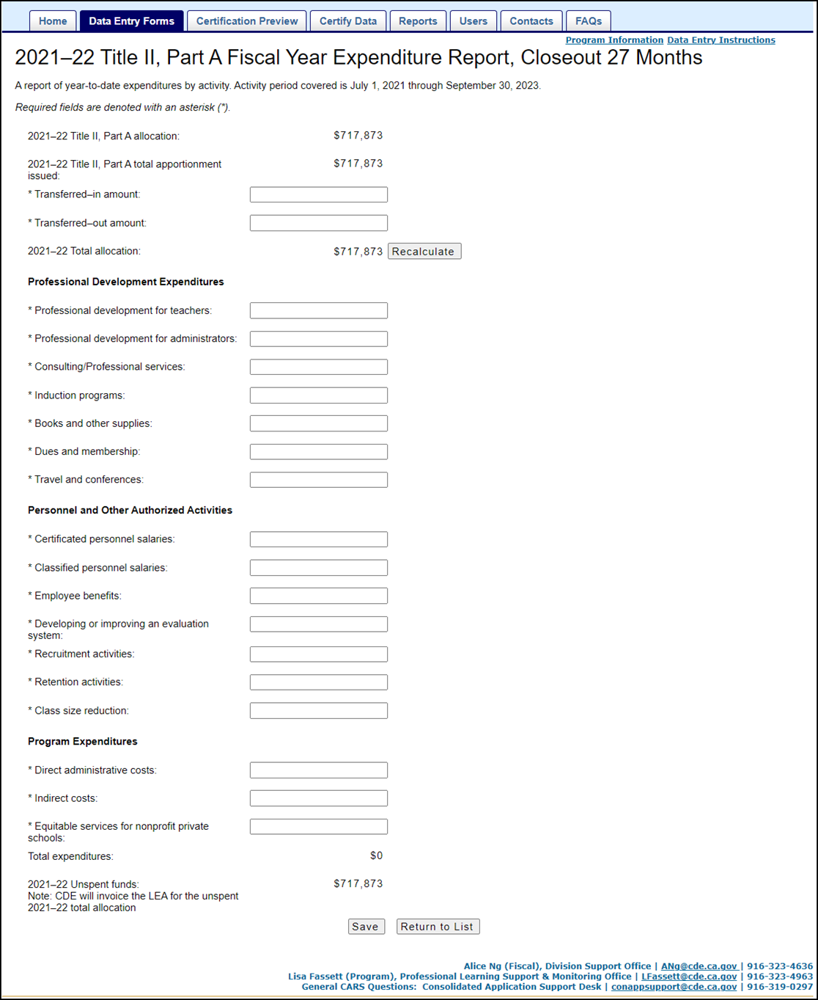 Home Data Entry Forms Certification Preview Certify Data Reports Users Contacts FAQs
Program Information Data Entry Instructions
2021–22 Title II, Part A Fiscal Year Expenditure Report, Closeout 27 Months
A report of year-to-date expenditures by activity. Activity period covered is July 1, 2021 through September 30, 2023.
Required fields are denoted with an asterisk (*).
2021–22 Title II, Part A allocation: $717,873
2021–22 Title II, Part A total apportionment $717,873
issued:
* Transferred–in amount:
* Transferred–out amount:
2021–22 Total allocation: $717,873 Recalculate
Professional Development Expenditures
* Professional development for teachers:
* Professional development for administrators:
* Consulting/Professional services:
* Induction programs:
* Books and other supplies:
* Dues and membership:
* Travel and conferences:
Personnel and Other Authorized Activities
* Certificated personnel salaries:
* Classified personnel salaries:
* Employee benefits:
* Developing or improving an evaluation
system:
* Recruitment activities:
* Retention activities:
* Class size reduction:
Program Expenditures
* Direct administrative costs:
* Indirect costs:
* Equitable services for nonprofit private
schools:
Total expenditures: $0
2021–22 Unspent funds: $717,873
Note: CDE will invoice the LEA for the unspent
2021–22 total allocation
Save Return to List
Alice Ng (Fiscal), Division Support Office | ANg@cde.ca.gov | 916-323-4636
Lisa Fassett (Program), Professional Learning Support & Monitoring Office | LFassett@cde.ca.gov | 916-323-4963
General CARS Questions: Consolidated Application Support Desk | conappsupport@cde.ca.gov | 916-319-0297